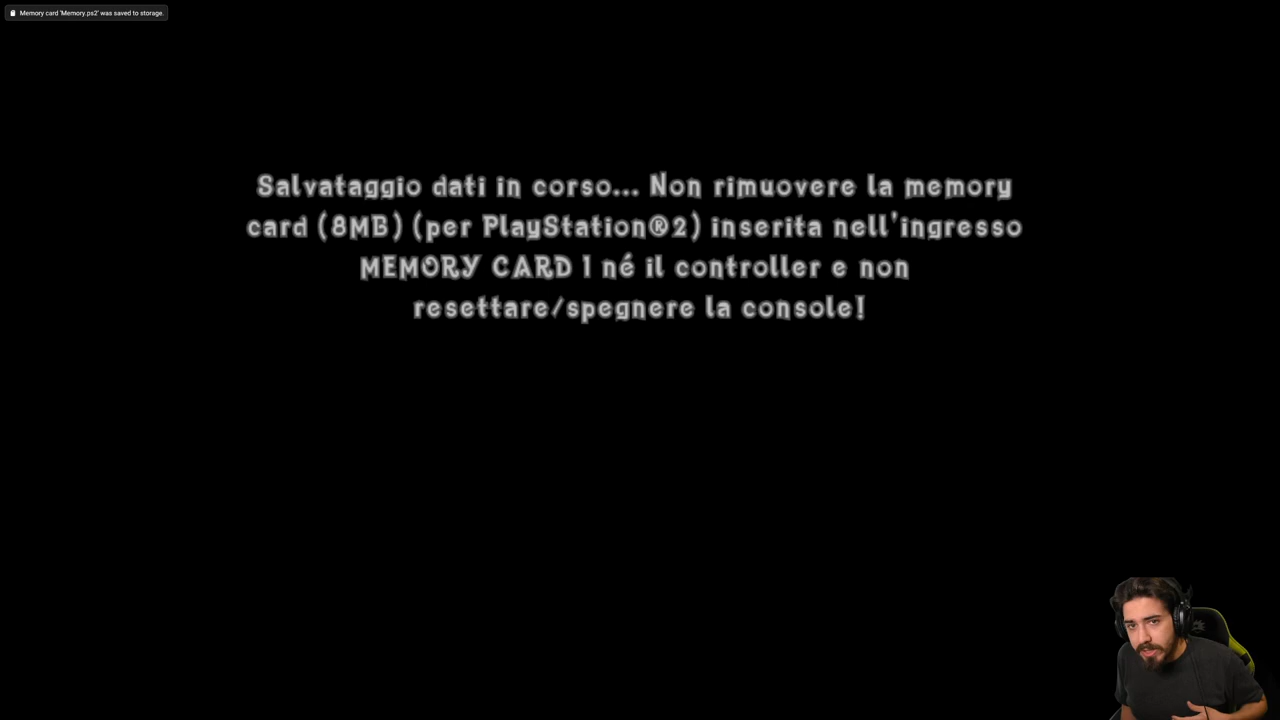 Memory card 'Memory.ps2' was saved to storage.
Salvataggio dati in corso... Non rimuovere la memory
card (8MB) (per PlayStation®2) inserita nell'ingresso
MEMORY CARD 1 né il controller e non
resettare/spegnere la console!